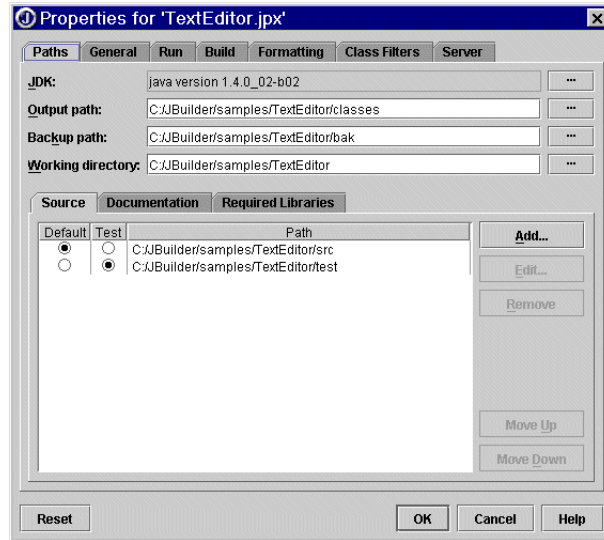 Properties for 'TextEditor.jpx'
Paths General Run Build Formatting Class Filters Server
JDK: java version 1.4.0_02-b02 ...
Output path: C:/JBuilder/samples/TextEditor/classes ...
Backup path: C:/JBuilder/samples/TextEditor/bak ...
Working directory: C:/JBuilder/samples/TextEditor ...
Source Documentation Required Libraries
Default Test Path
C:/JBuilder/samples/TextEditor/src
C:/JBuilder/samples/TextEditor/test
Add...
Edit...
Remove
Move Up
Move Down
Reset OK Cancel Help